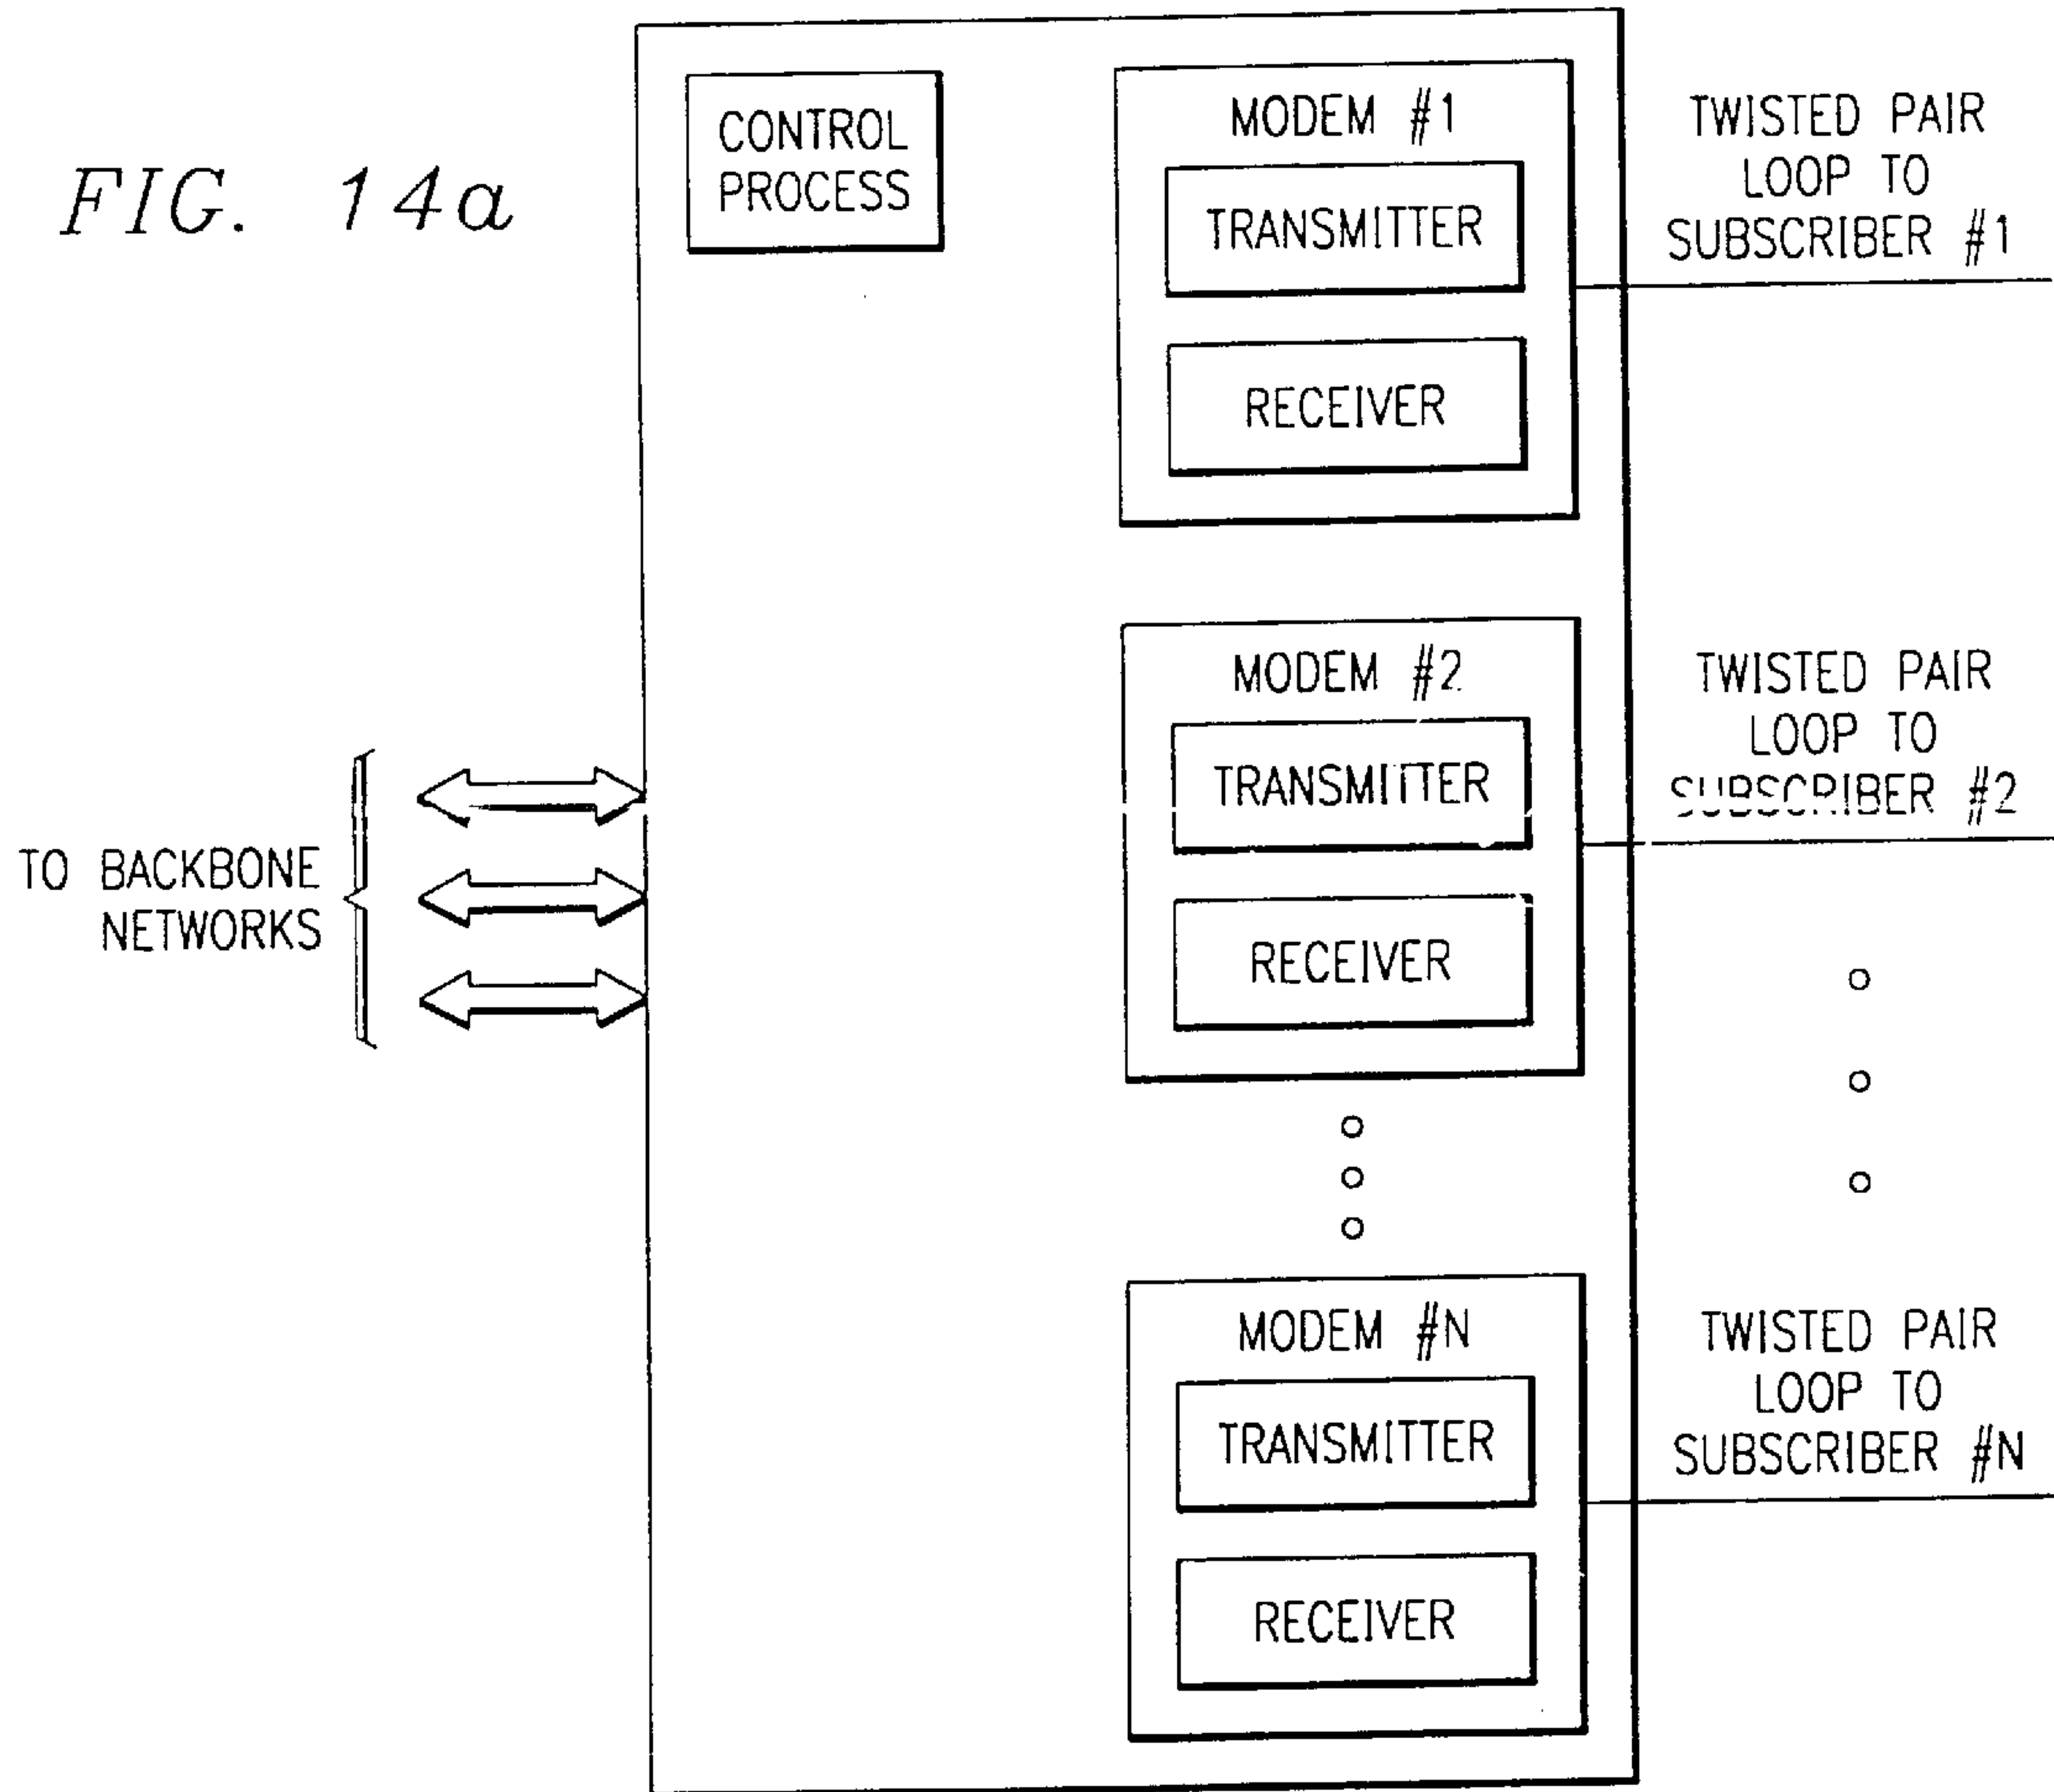 FIG. 14a
CONTROL
PROCESS
MODEM #1
TRANSMITTER
RECEIVER
TWISTED PAIR
LOOP TO
SUBSCRIBER #1
MODEM #2
TRANSMITTER
RECEIVER
TWISTED PAIR
LOOP TO
SUBSCRIBER #2
TO BACKBONE
NETWORKS
MODEM #N
TRANSMITTER
RECEIVER
TWISTED PAIR
LOOP TO
SUBSCRIBER #N